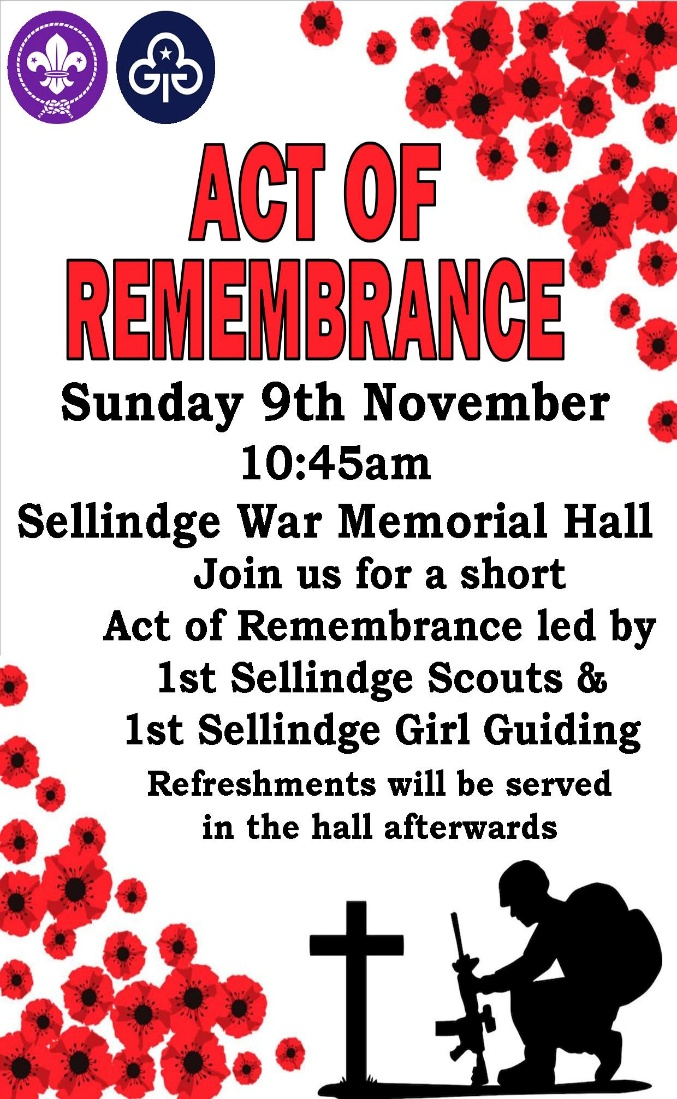 ACT OF
REMEMBRANCE
Sunday 9th November
10:45am
Sellindge War Memorial Hall
Join us for a short
Act of Remembrance led by
1st Sellindge Scouts &
1st Sellindge Girl Guiding
Refreshments will be served
in the hall afterwards